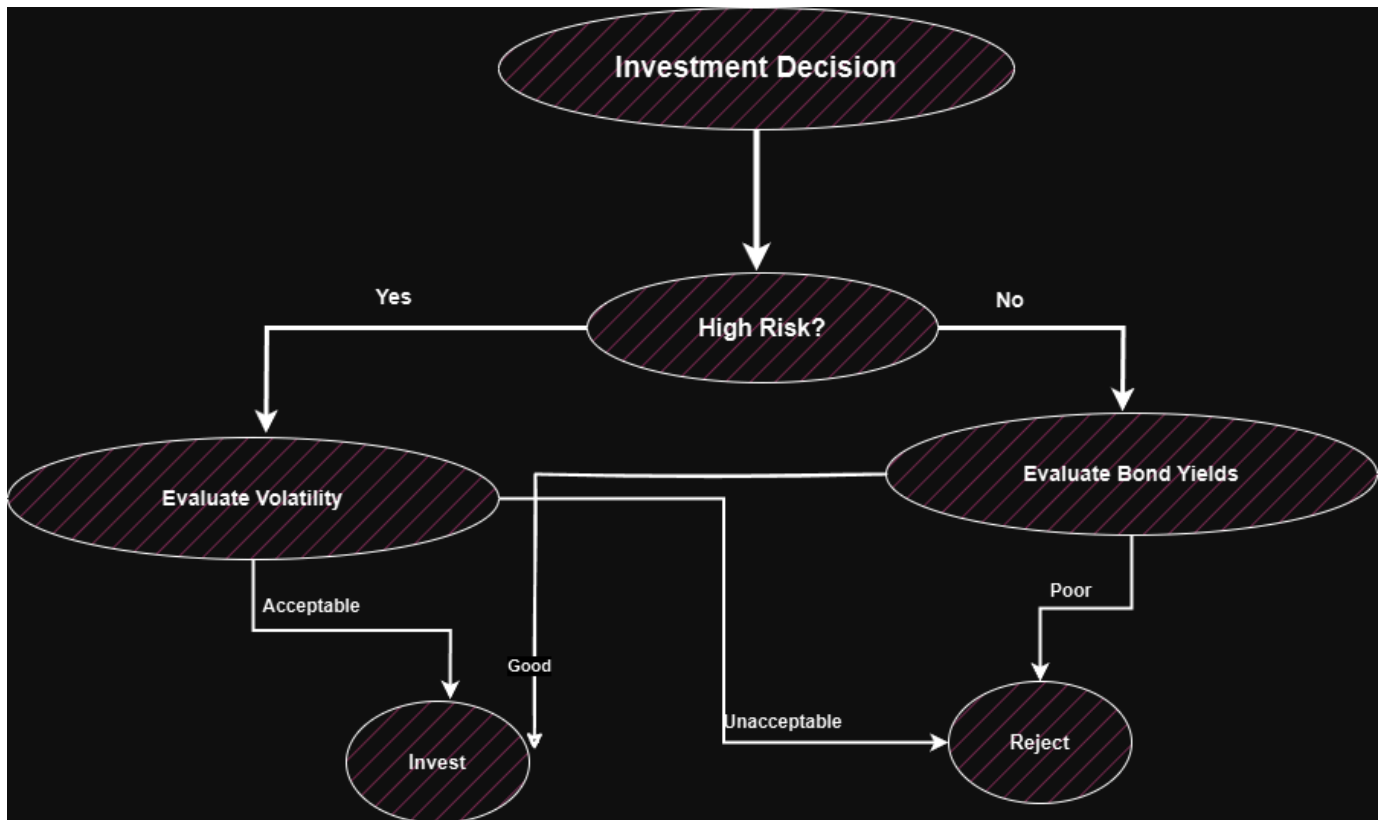 Investment Decision
Yes
No
High Risk?
Evaluate Bond Yields
Evaluate Volatility
Poor
Acceptable
Good
Unacceptable
Reject
Invest